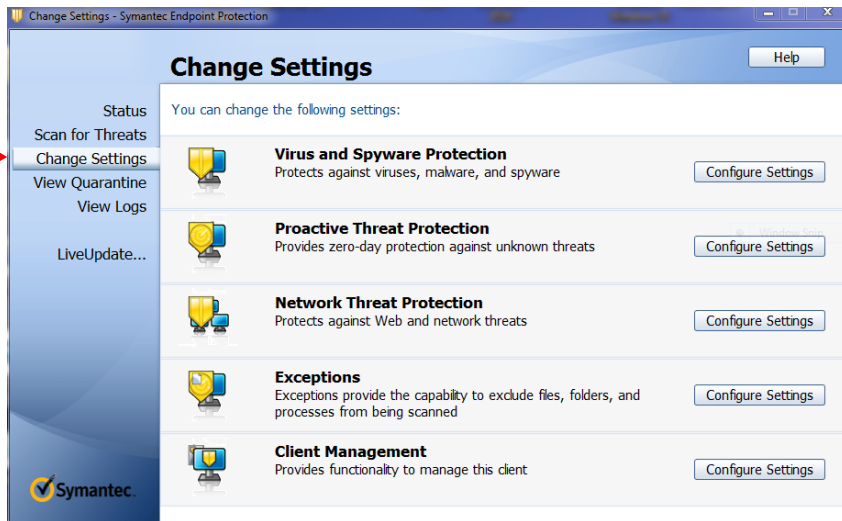 Change Settings - Symantec Endpoint Protection
Change Settings
Help
Status
Scan for Threats
Change Settings
View Quarantine
View Logs
LiveUpdate...
You can change the following settings:
Virus and Spyware Protection
Protects against viruses, malware, and spyware
Configure Settings
Proactive Threat Protection
Provides zero-day protection against unknown threats
Configure Settings
Window Snip
Network Threat Protection
Protects against Web and network threats
Configure Settings
Exceptions
Exceptions provide the capability to exclude files, folders, and
processes from being scanned
Configure Settings
Client Management
Provides functionality to manage this client
Configure Settings
Symantec.